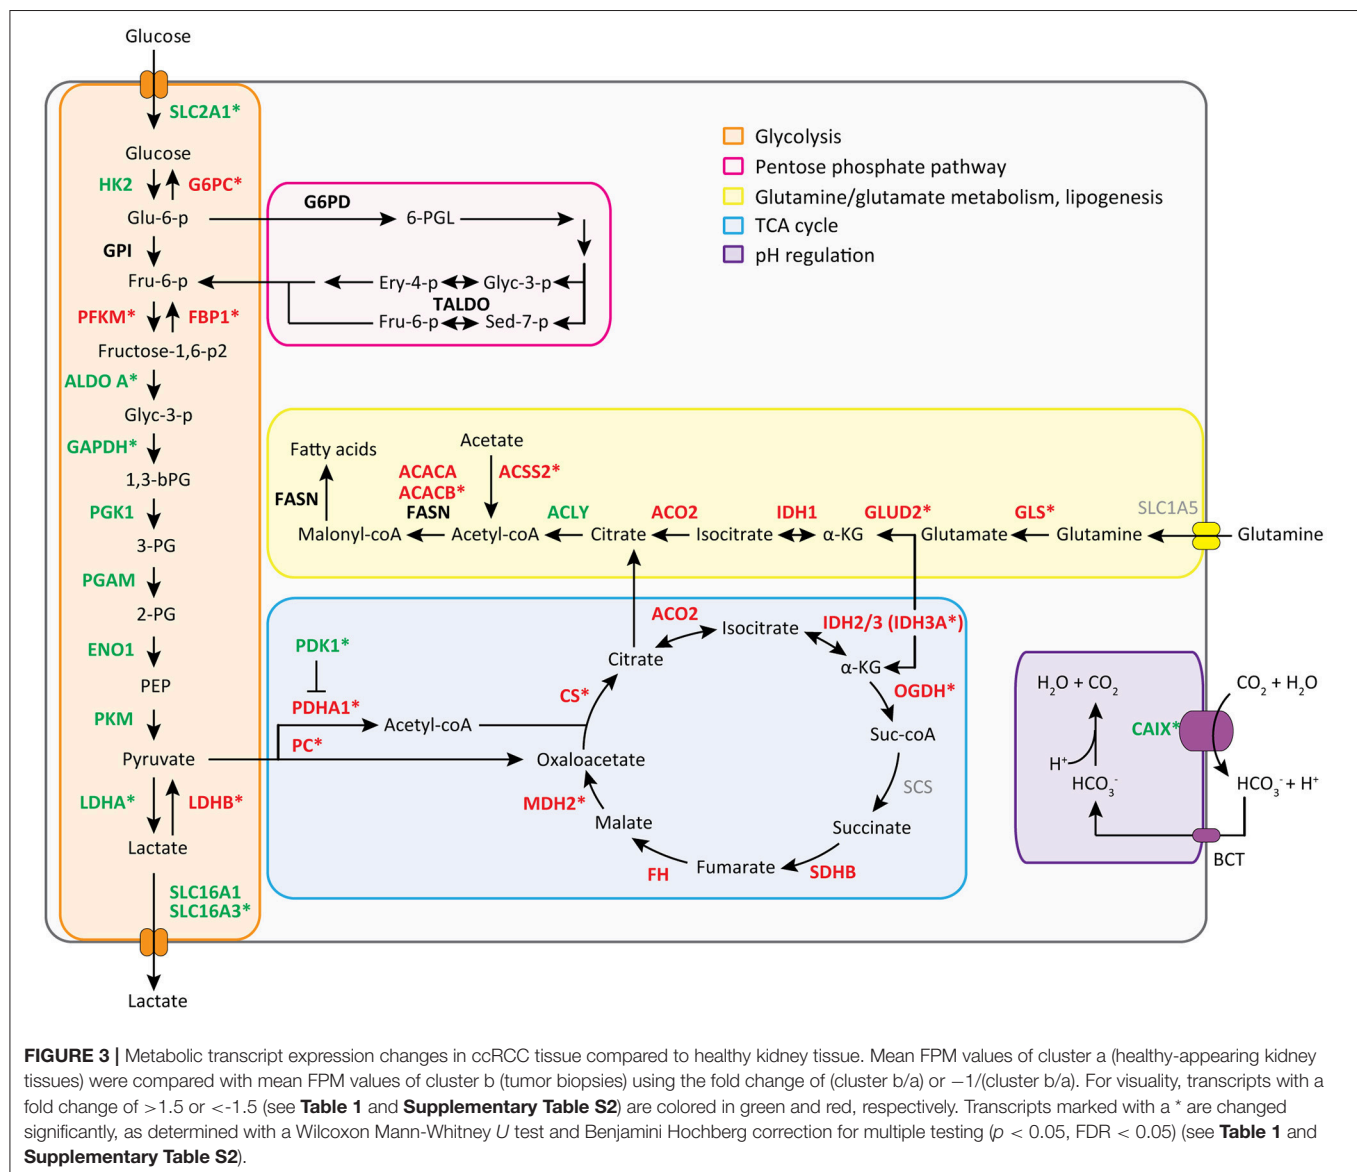 Glucose
SLC2A1*
Glucose
HK2 G6PC*
Glu-6-p
GPI
Fru-6-p
PFKM* FBP1*
Fructose-1,6-p2
ALDO A*
Glyc-3-p
GAPDH*
1,3-bPG
PGK1
3-PG
PGAM
2-PG
ENO1
PEP
PKM
Pyruvate
LDHA* LDHB*
Lactate
SLC16A1
SLC16A3*
Lactate
G6PD
6-PGL
Ery-4-p Glyc-3-p
TALDO
Fru-6-p Sed-7-p
Glycolysis
Pentose phosphate pathway
Glutamine/glutamate metabolism, lipogenesis
TCA cycle
pH regulation
Fatty acids
Acetate
ACACA
ACACB*
ACSS2*
FASN
FASN
ACLY
ACO2
IDH1
GLUD2*
GLS*
SLC1A5
Malonyl-coA Acetyl-coA Citrate Isocitrate α-KG Glutamate Glutamine Glutamine
PDK1*
PDHA1*
PC*
Acetyl-coA
CS*
Citrate
ACO2
Isocitrate
IDH2/3 (IDH3A*)
α-KG
OGDH*
Suc-coA
SCS
Succinate
SDHB
Fumarate
FH
Malate
MDH2*
Oxaloacetate
H2O + CO2
H+
HCO3-
CAIX*
CO2 + H2O
HCO3- + H+
BCT
FIGURE 3 | Metabolic transcript expression changes in ccRCC tissue compared to healthy kidney tissue. Mean FPM values of cluster a (healthy-appearing kidney
tissues) were compared with mean FPM values of cluster b (tumor biopsies) using the fold change of (cluster b/a) or −1/(cluster b/a). For visuality, transcripts with a
fold change of >1.5 or <-1.5 (see Table 1 and Supplementary Table S2) are colored in green and red, respectively. Transcripts marked with a * are changed
significantly, as determined with a Wilcoxon Mann-Whitney U test and Benjamini Hochberg correction for multiple testing (p < 0.05, FDR < 0.05) (see Table 1 and
Supplementary Table S2).